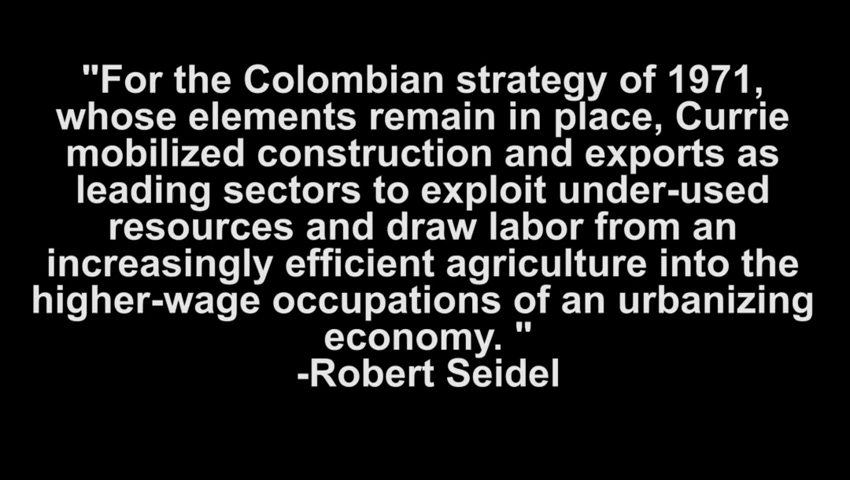 "For the Colombian strategy of 1971,
whose elements remain in place, Currie
mobilized construction and exports as
leading sectors to exploit under-used
resources and draw labor from an
increasingly efficient agriculture into the
higher-wage occupations of an urbanizing
economy. "
-Robert Seidel